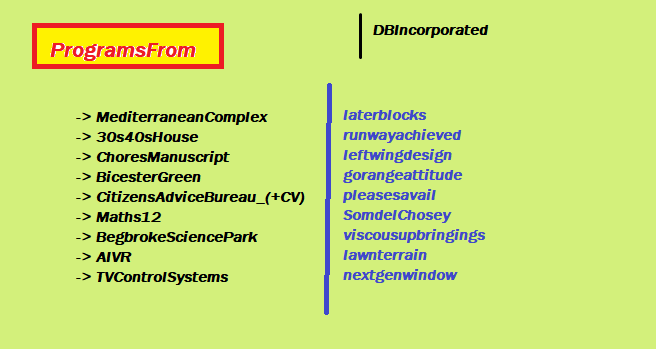 ProgramsFrom
DBIncorporated
-> MediterraneanComplex
-> 30s40sHouse
-> ChoresManuscript
-> BicesterGreen
-> CitizensAdviceBureau_(+CV)
-> Maths12
-> BegbrokeSciencePark
-> AIVR
-> TVControlSystems
laterblocks
runwayachieved
leftwingdesign
gorangeattitude
pleasesavail
SomdelChosey
viscousupbringings
lawnterrain
nextgenwindow